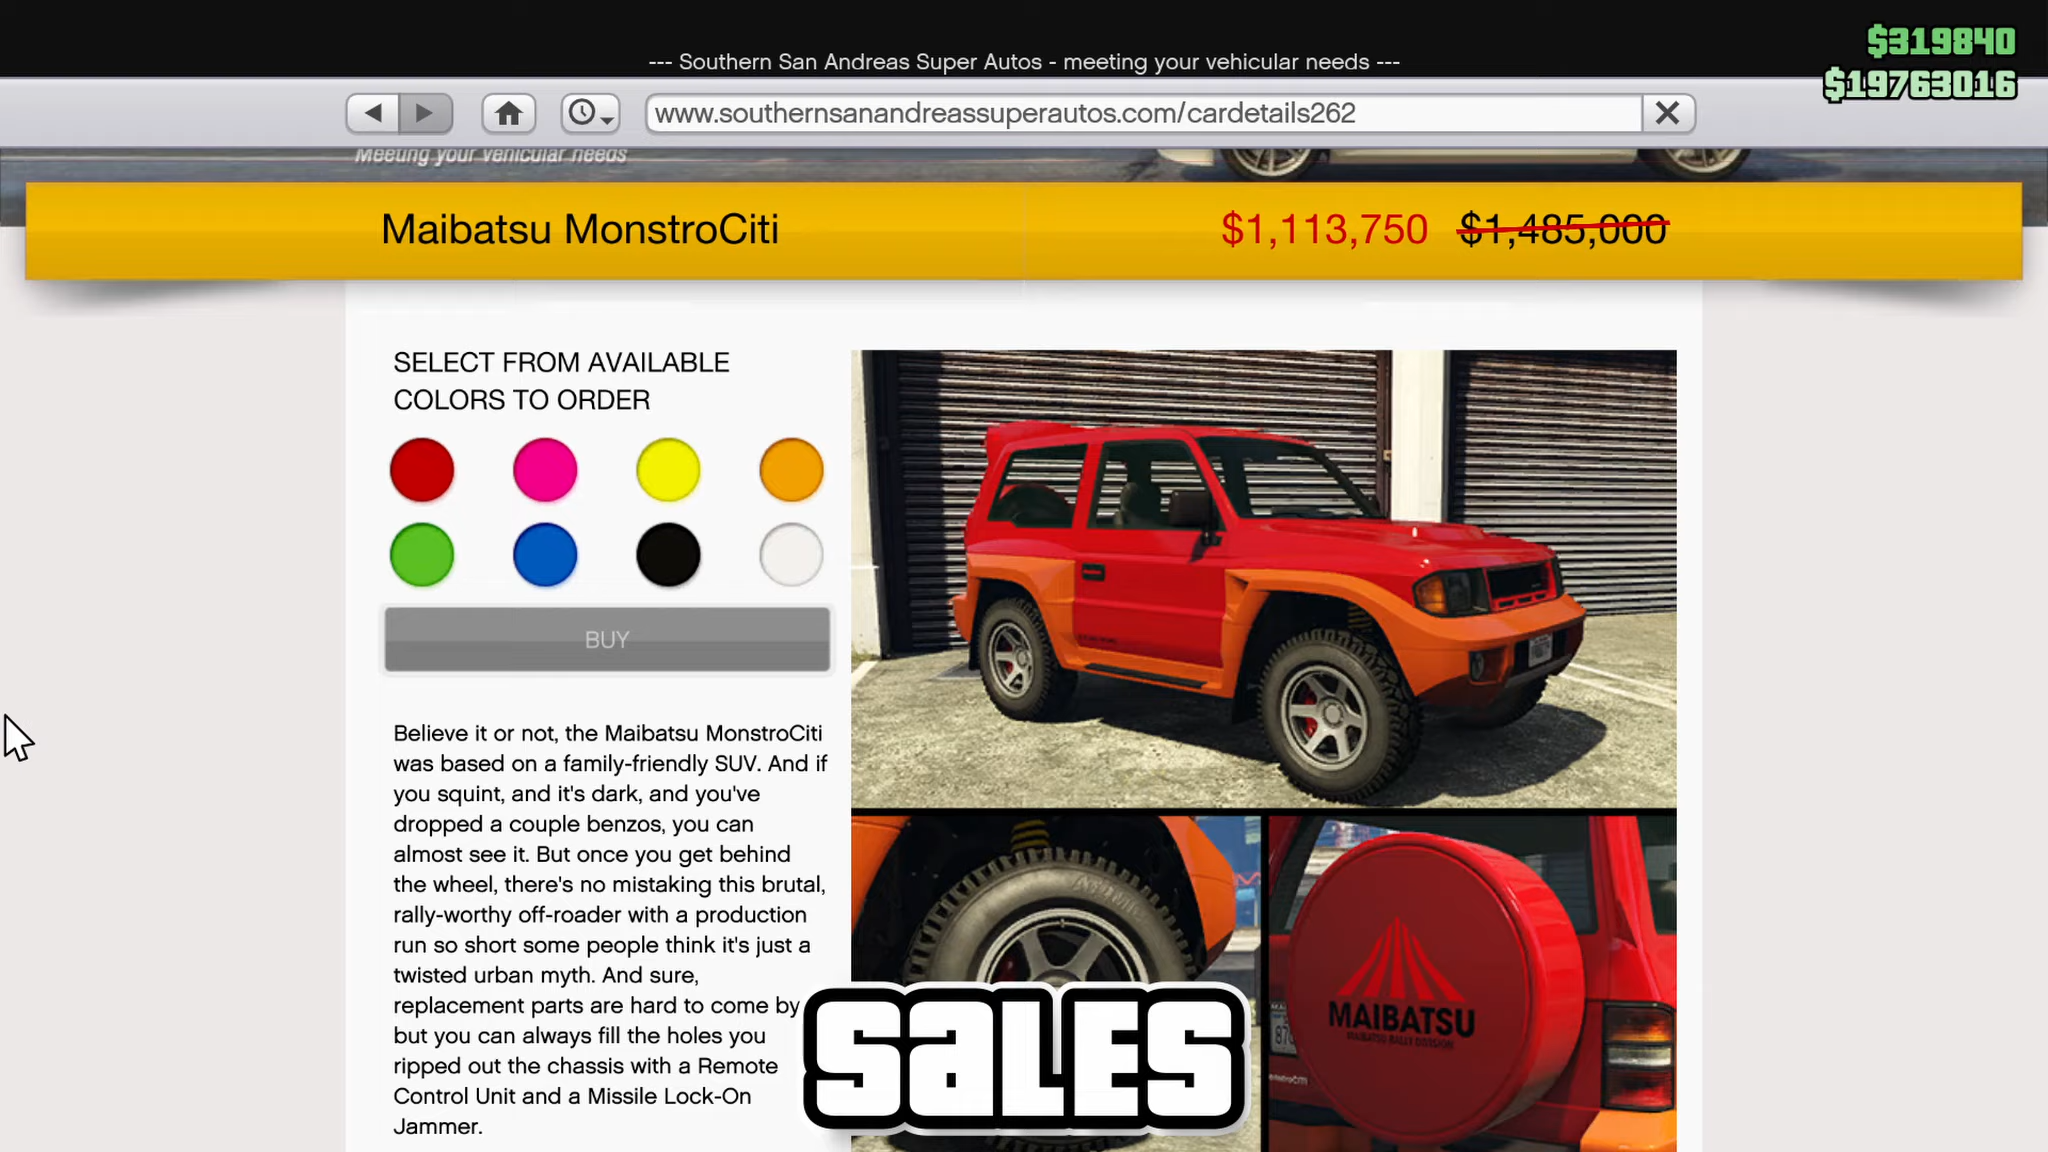 --- Southern San Andreas Super Autos - meeting your vehicular needs ---
$319840
$19763016
www.southernsanandreassuperautos.com/cardetails262
Meeting your vehicular needs
Maibatsu MonstroCiti
$1,113,750 $1,485,000
SELECT FROM AVAILABLE
COLORS TO ORDER
BUY
Believe it or not, the Maibatsu MonstroCiti
was based on a family-friendly SUV. And if
you squint, and it's dark, and you've
dropped a couple benzos, you can
almost see it. But once you get behind
the wheel, there's no mistaking this brutal,
rally-worthy off-roader with a production
run so short some people think it's just a
twisted urban myth. And sure,
replacement parts are hard to come by
but you can always fill the holes you
ripped out the chassis with a Remote
Control Unit and a Missile Lock-On
Jammer.
MAIBATSU
MAIBATSU RALLY DIVISION
SALES